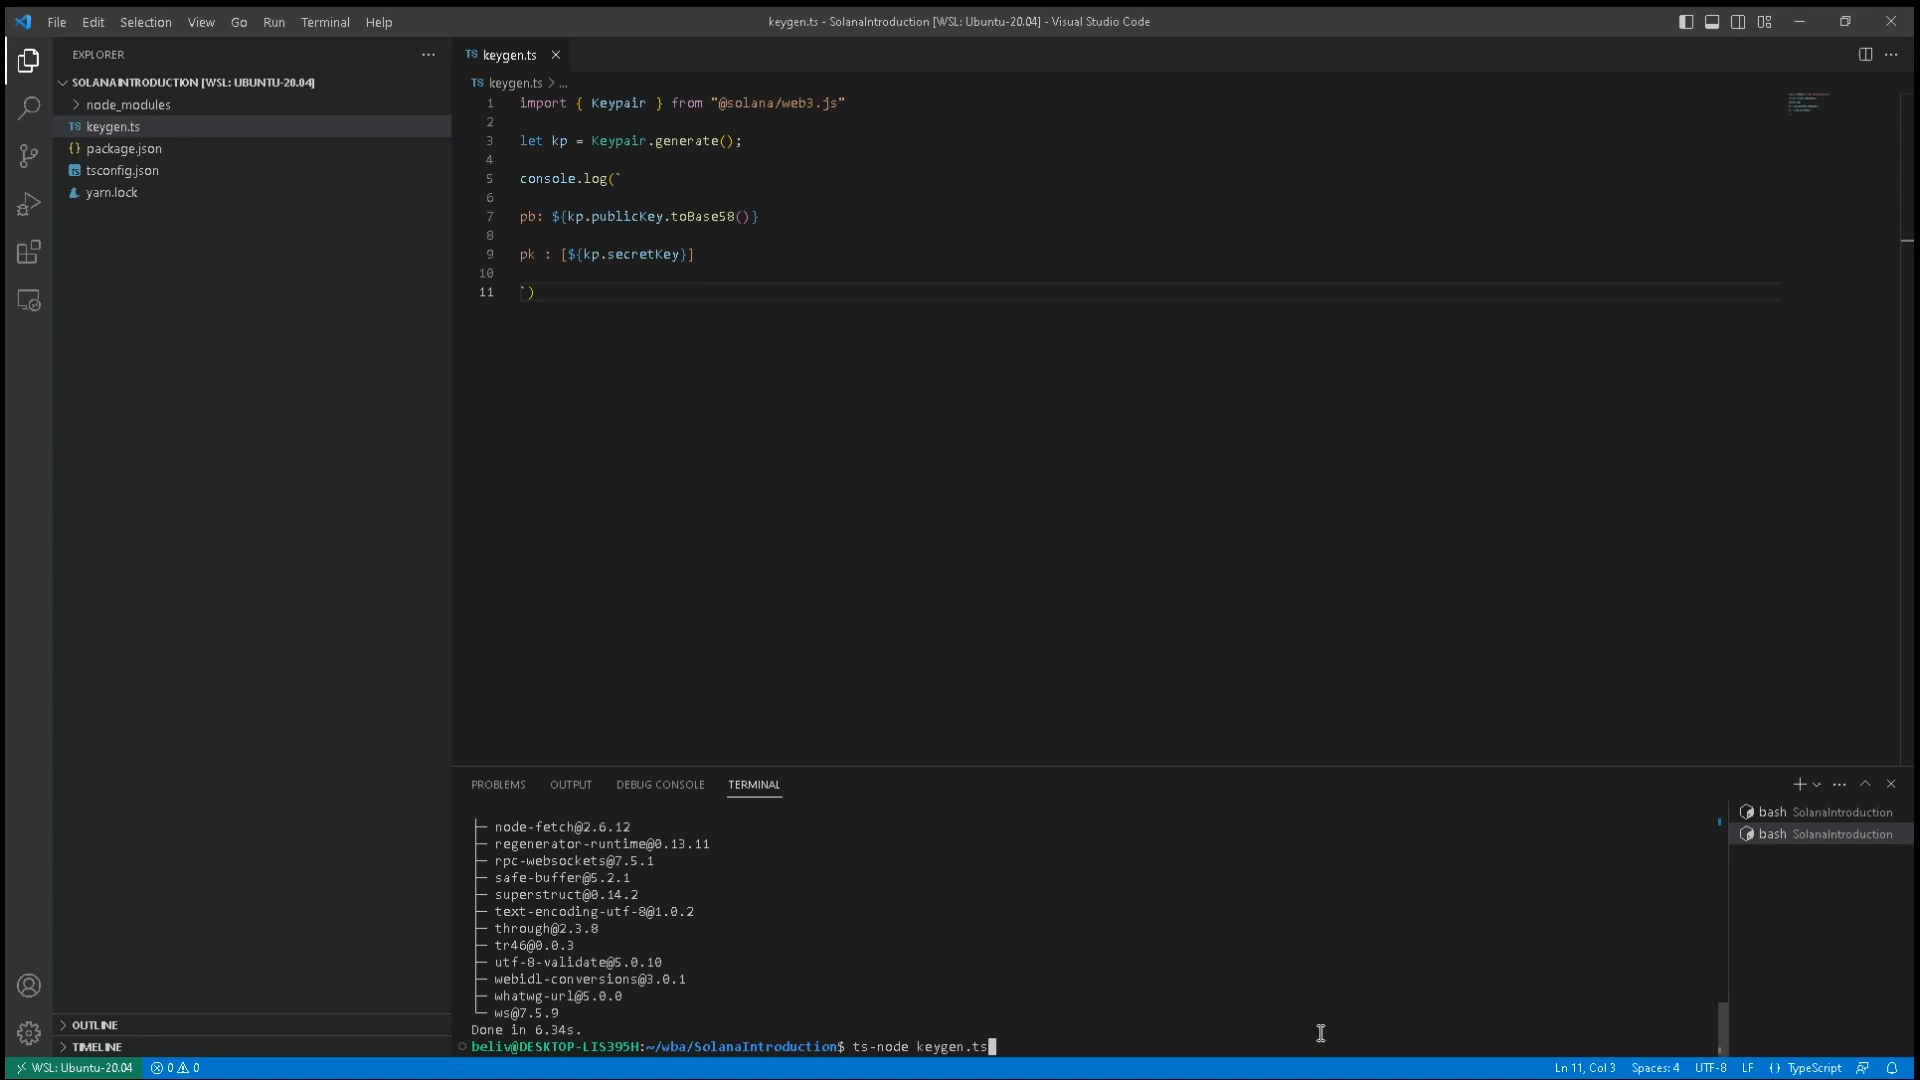 File Edit Selection View Go Run Terminal Help
keygen.ts - SolanaIntroduction [WSL: Ubuntu-20.04] - Visual Studio Code
EXPLORER
SOLANAINTRODUCTION [WSL: UBUNTU-20.04]
node_modules
TS keygen.ts
{} package.json
TS tsconfig.json
yarn.lock
OUTLINE
TIMELINE
TS keygen.ts
TS keygen.ts > ...
1 import { Keypair } from "@solana/web3.js"
2
3 let kp = Keypair.generate();
4
5 console.log(`
6
7 pb: ${kp.publicKey.toBase58()}
8
9 pk : [${kp.secretKey}]
10
11 `)
PROBLEMS OUTPUT DEBUG CONSOLE TERMINAL
├─ node-fetch@2.6.12
├─ regenerator-runtime@0.13.11
├─ rpc-websockets@7.5.1
├─ safe-buffer@5.2.1
├─ superstruct@0.14.2
├─ text-encoding-utf-8@1.0.2
├─ through@2.3.8
├─ tr46@0.0.3
├─ utf-8-validate@5.0.10
├─ webidl-conversions@3.0.1
├─ whatwg-url@5.0.0
└─ ws@7.5.9
Done in 6.34s.
beliv@DESKTOP-LIS395H:~/wba/SolanaIntroduction$ ts-node keygen.ts
bash SolanaIntroduction
bash SolanaIntroduction
WSL: Ubuntu-20.04 0 0
Ln 11, Col 3 Spaces: 4 UTF-8 LF {} TypeScript